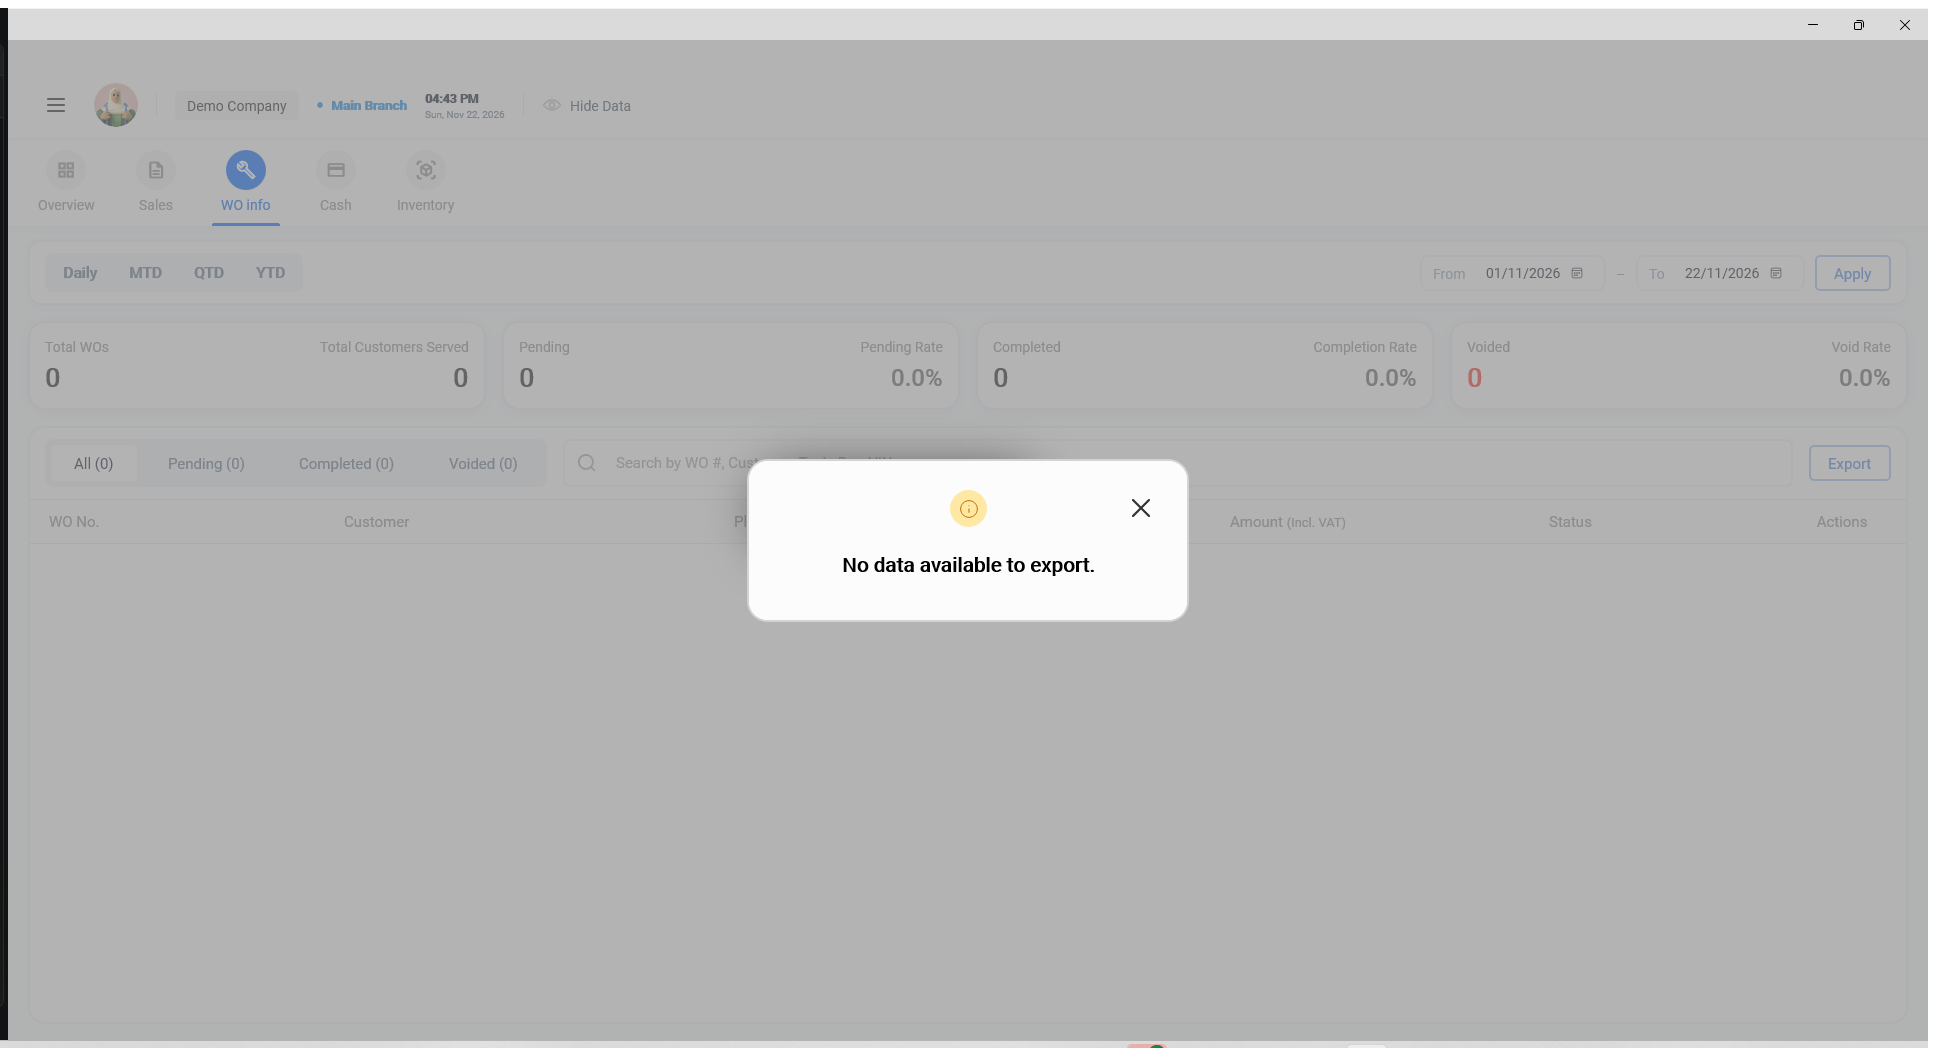 Demo Company
Main Branch
04:43 PM
Sun, Nov 22, 2026
Hide Data
Overview
Sales
WO info
Cash
Inventory
Daily
MTD
QTD
YTD
From 01/11/2026 – To 22/11/2026
Apply
Total WOs
Total Customers Served
0
0
Pending
Pending Rate
0
0.0%
Completed
Completion Rate
0
0.0%
Voided
Void Rate
0
0.0%
All (0)
Pending (0)
Completed (0)
Voided (0)
Search by WO #,
Export
WO No.
Customer
Amount (Incl. VAT)
Status
Actions
No data available to export.